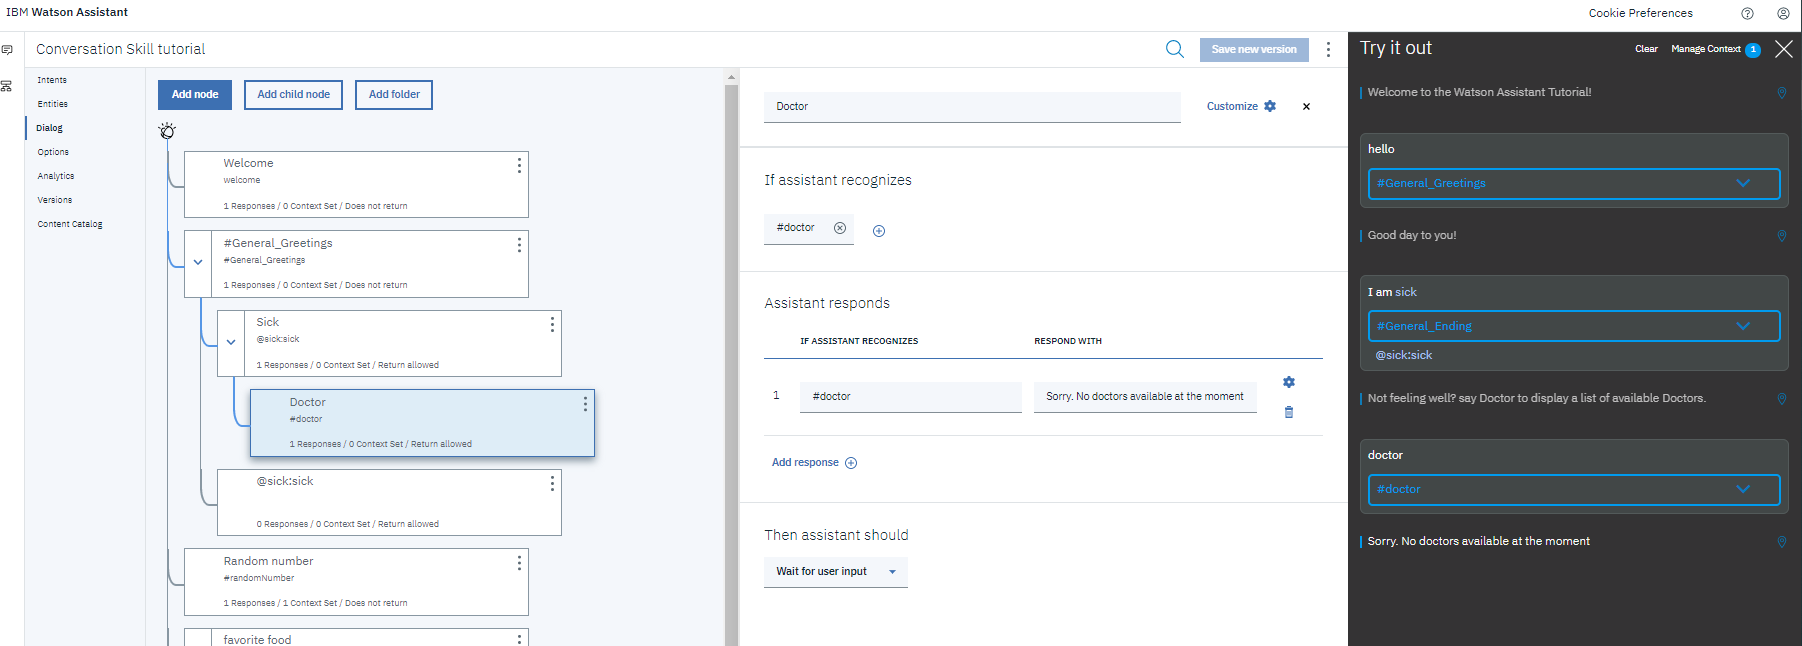 IBM Watson Assistant
Cookie Preferences
Conversation Skill tutorial
Save new version
Intents
Entities
Dialog
Options
Analytics
Versions
Content Catalog
Add node
Add child node
Add folder
Welcome
welcome
1 Responses / 0 Context Set / Does not return
#General_Greetings
#General_Greetings
1 Responses / 0 Context Set / Does not return
Sick
@sick:sick
1 Responses / 0 Context Set / Return allowed
Doctor
#doctor
1 Responses / 0 Context Set / Return allowed
@sick:sick
0 Responses / 0 Context Set / Return allowed
Random number
#randomNumber
1 Responses / 1 Context Set / Does not return
favorite food
Doctor
Customize
If assistant recognizes
#doctor
Assistant responds
IF ASSISTANT RECOGNIZES
RESPOND WITH
1
#doctor
Sorry. No doctors available at the moment
Add response
Then assistant should
Wait for user input
Try it out
Clear
Manage Context 1
Welcome to the Watson Assistant Tutorial!
hello
#General_Greetings
Good day to you!
I am sick
#General_Ending
@sick:sick
Not feeling well? say Doctor to display a list of available Doctors.
doctor
#doctor
Sorry. No doctors available at the moment